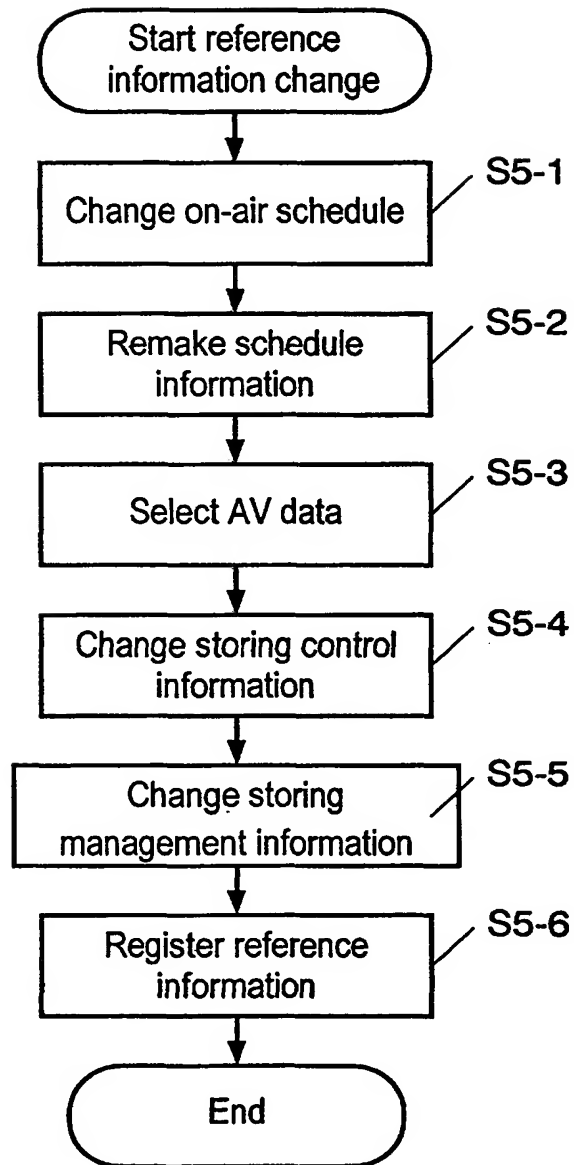 Start reference
information change
S5-1
Change on-air schedule
S5-2
Remake schedule
information
S5-3
Select AV data
S5-4
Change storing control
information
S5-5
Change storing
management information
S5-6
Register reference
information
End